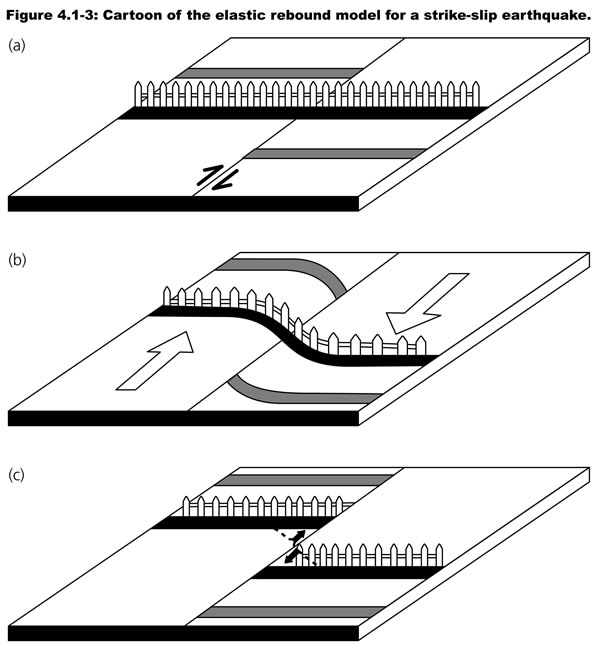 Figure 4.1-3: Cartoon of the elastic rebound model for a strike-slip earthquake.
(a)
(b)
(c)